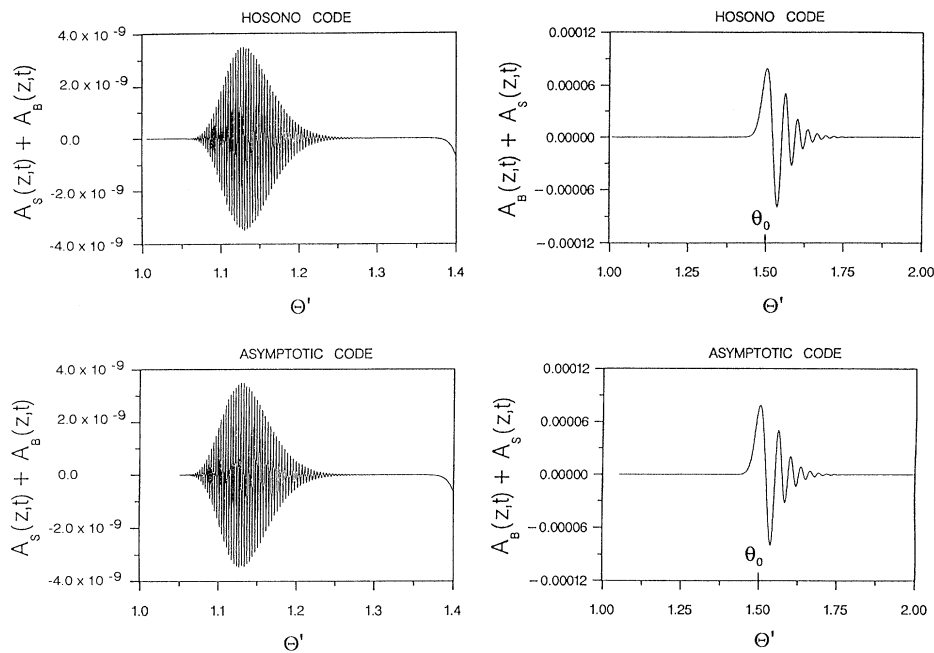 HOSONO CODE
4.0 x 10 -9
2.0 x 10 -9
0.0
-2.0 x 10 -9
-4.0 x 10 -9
A_S(z,t) + A_B(z,t)
1.0 1.1 1.2 1.3 1.4
Θ'
HOSONO CODE
0.00012
0.00006
0.00000
−0.00006
−0.00012
A_B(z,t) + A_S(z,t)
θ_0
1.00 1.25 1.50 1.75 2.00
Θ'
ASYMPTOTIC CODE
4.0 x 10 -9
2.0 x 10 -9
0.0
-2.0 x 10 -9
-4.0 x 10 -9
A_S(z,t) + A_B(z,t)
1.0 1.1 1.2 1.3 1.4
Θ'
ASYMPTOTIC CODE
0.00012
0.00006
0.00000
−0.00006
−0.00012
A_B(z,t) + A_S(z,t)
θ_0
1.00 1.25 1.50 1.75 2.00
Θ'